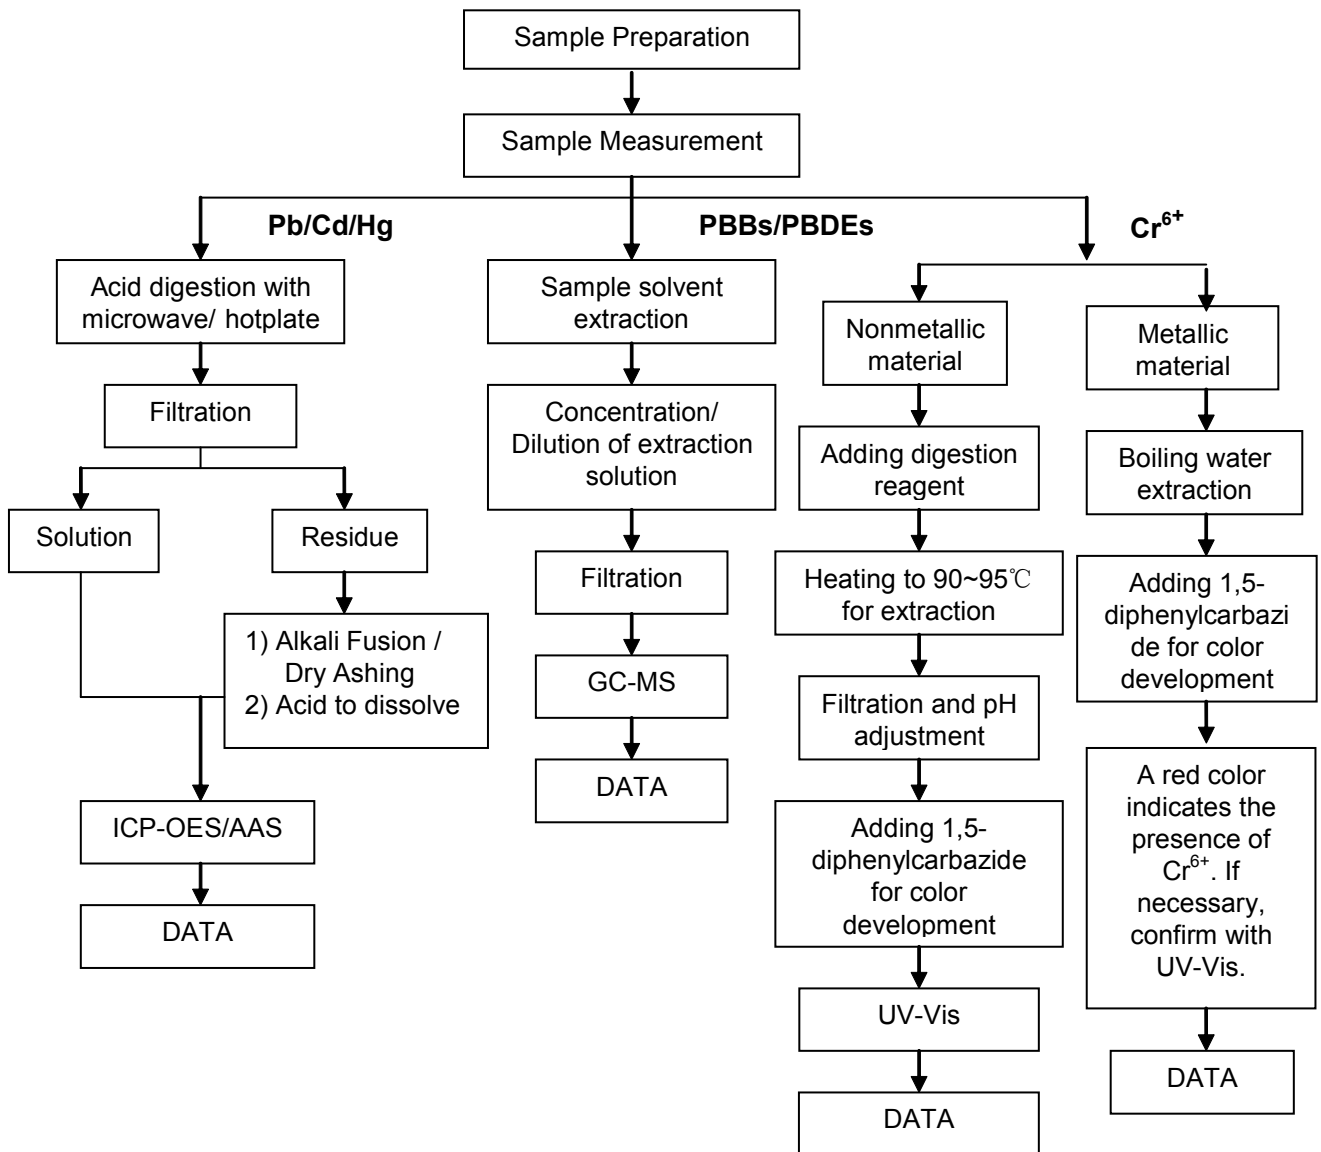 Sample Preparation
Sample Measurement
Pb/Cd/Hg
Acid digestion with
microwave/ hotplate
Filtration
Solution
Residue
1) Alkali Fusion /
Dry Ashing
2) Acid to dissolve
ICP-OES/AAS
DATA
PBBs/PBDEs
Sample solvent
extraction
Concentration/
Dilution of extraction
solution
Filtration
GC-MS
DATA
Cr⁶⁺
Nonmetallic
material
Adding digestion
reagent
Heating to 90~95℃
for extraction
Filtration and pH
adjustment
Adding 1,5-
diphenylcarbazide
for color
development
UV-Vis
DATA
Metallic
material
Boiling water
extraction
Adding 1,5-
diphenylcarbazi
de for color
development
A red color
indicates the
presence of
Cr⁶⁺. If
necessary,
confirm with
UV-Vis.
DATA